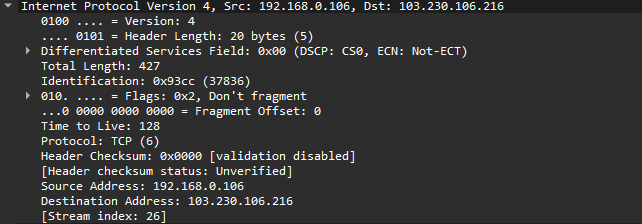 Internet Protocol Version 4, Src: 192.168.0.106, Dst: 103.230.106.216
0100 .... = Version: 4
.... 0101 = Header Length: 20 bytes (5)
Differentiated Services Field: 0x00 (DSCP: CS0, ECN: Not-ECT)
Total Length: 427
Identification: 0x93cc (37836)
010. .... = Flags: 0x2, Don't fragment
...0 0000 0000 0000 = Fragment Offset: 0
Time to Live: 128
Protocol: TCP (6)
Header Checksum: 0x0000 [validation disabled]
[Header checksum status: Unverified]
Source Address: 192.168.0.106
Destination Address: 103.230.106.216
[Stream index: 26]